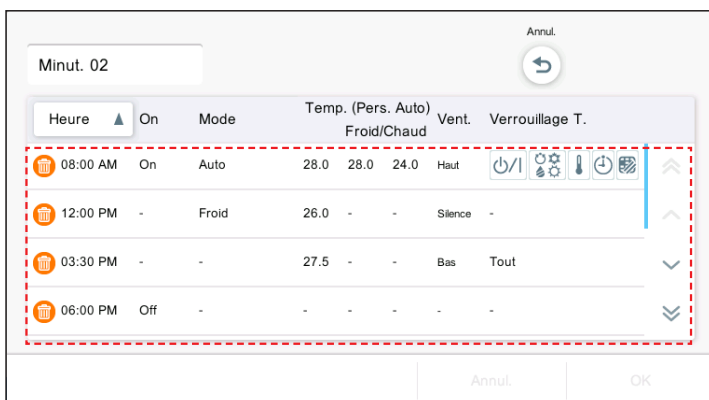 Annul.
Minut. 02
Heure On Mode Temp. (Pers. Auto) Froid/Chaud Vent. Verrouillage T.
08:00 AM On Auto 28.0 28.0 24.0 Haut
12:00 PM - Froid 26.0 - - Silence -
03:30 PM - - 27.5 - - Bas Tout
06:00 PM Off - - - - - -
Annul. OK